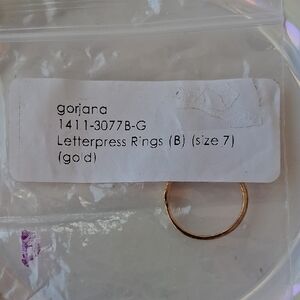 gorjana
1411-3077B-G
Letterpress Rings (B) (size 7)
(gold)